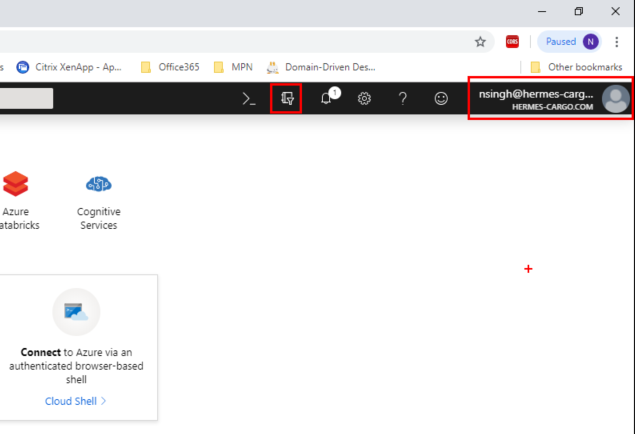 CORS
Paused N
s Citrix XenApp - Ap... Office365 MPN Domain-Driven Des... Other bookmarks
>_ 1 ? nsingh@hermes-carg...
HERMES-CARGO.COM
Azure
atabricks
Cognitive
Services
Connect to Azure via an
authenticated browser-based
shell
Cloud Shell >